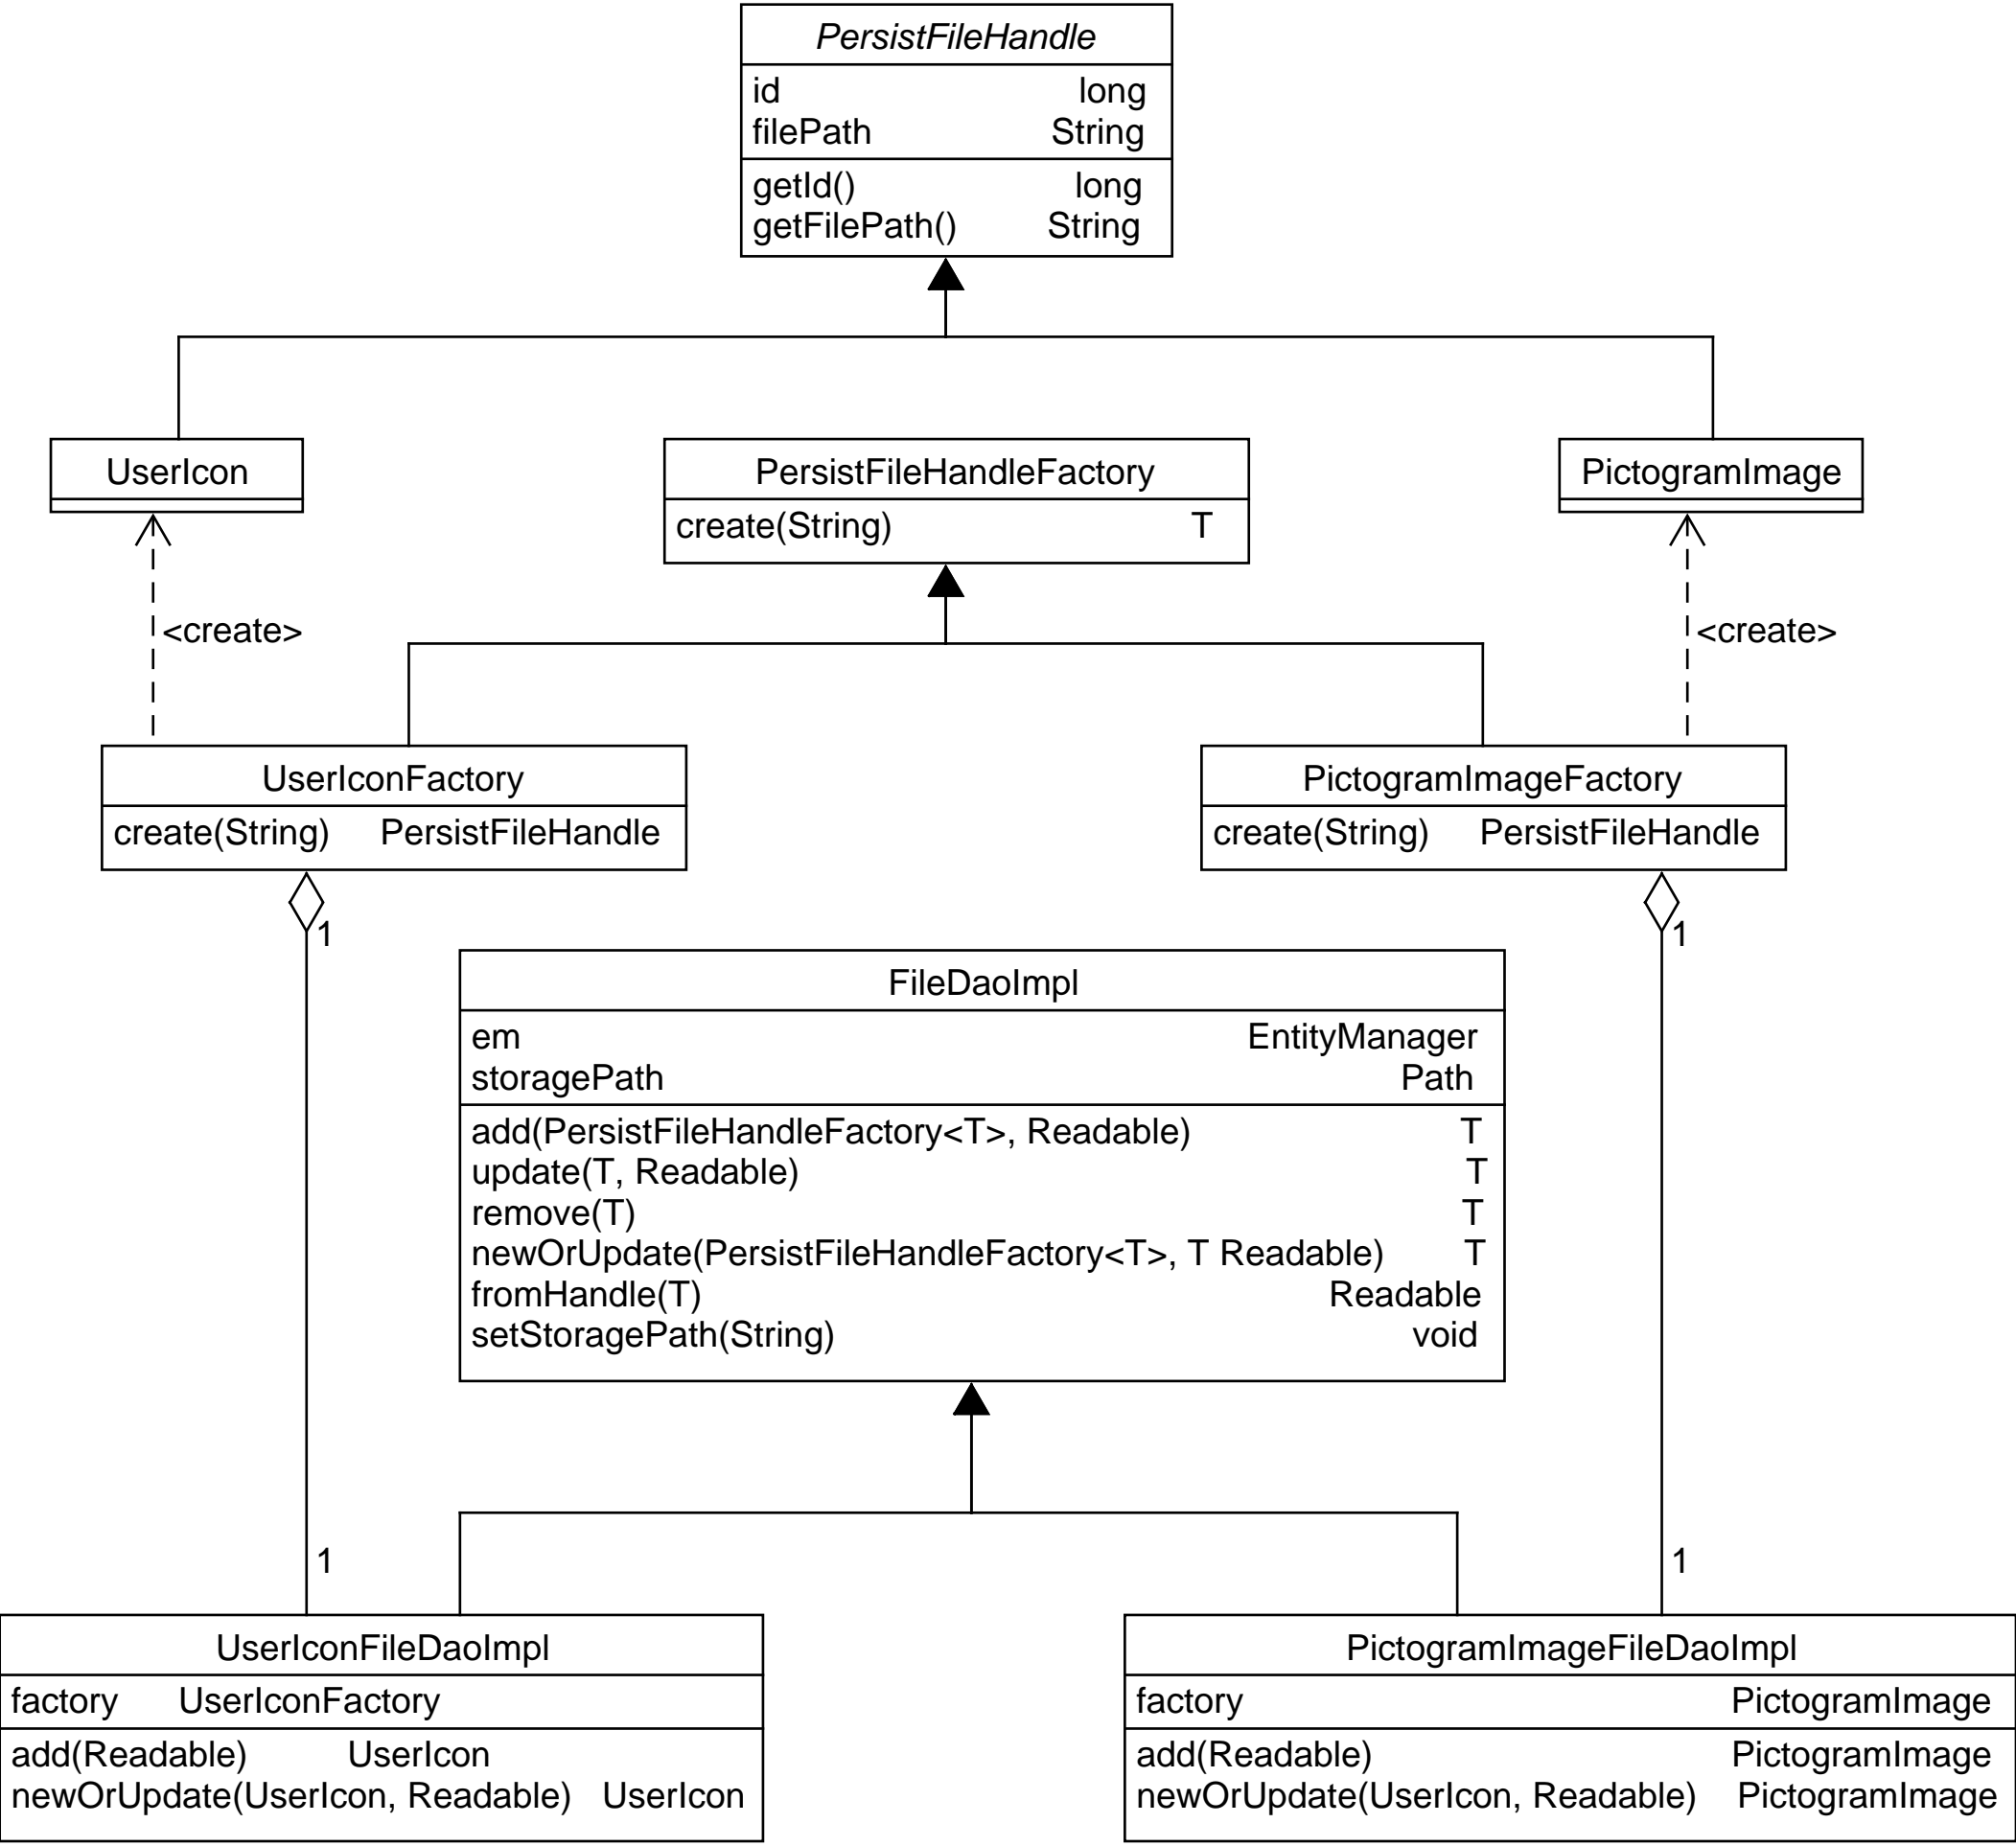 PersistFileHandle
id long
filePath String
getId() long
getFilePath() String
UserIcon
PersistFileHandleFactory
create(String) T
PictogramImage
<create>
<create>
UserIconFactory
create(String) PersistFileHandle
PictogramImageFactory
create(String) PersistFileHandle
1
1
FileDaoImpl
em EntityManager
storagePath Path
add(PersistFileHandleFactory<T>, Readable) T
update(T, Readable) T
remove(T) T
newOrUpdate(PersistFileHandleFactory<T>, T Readable) T
fromHandle(T) Readable
setStoragePath(String) void
1
1
UserIconFileDaoImpl
factory UserIconFactory
add(Readable) UserIcon
newOrUpdate(UserIcon, Readable) UserIcon
PictogramImageFileDaoImpl
factory PictogramImage
add(Readable) PictogramImage
newOrUpdate(UserIcon, Readable) PictogramImage